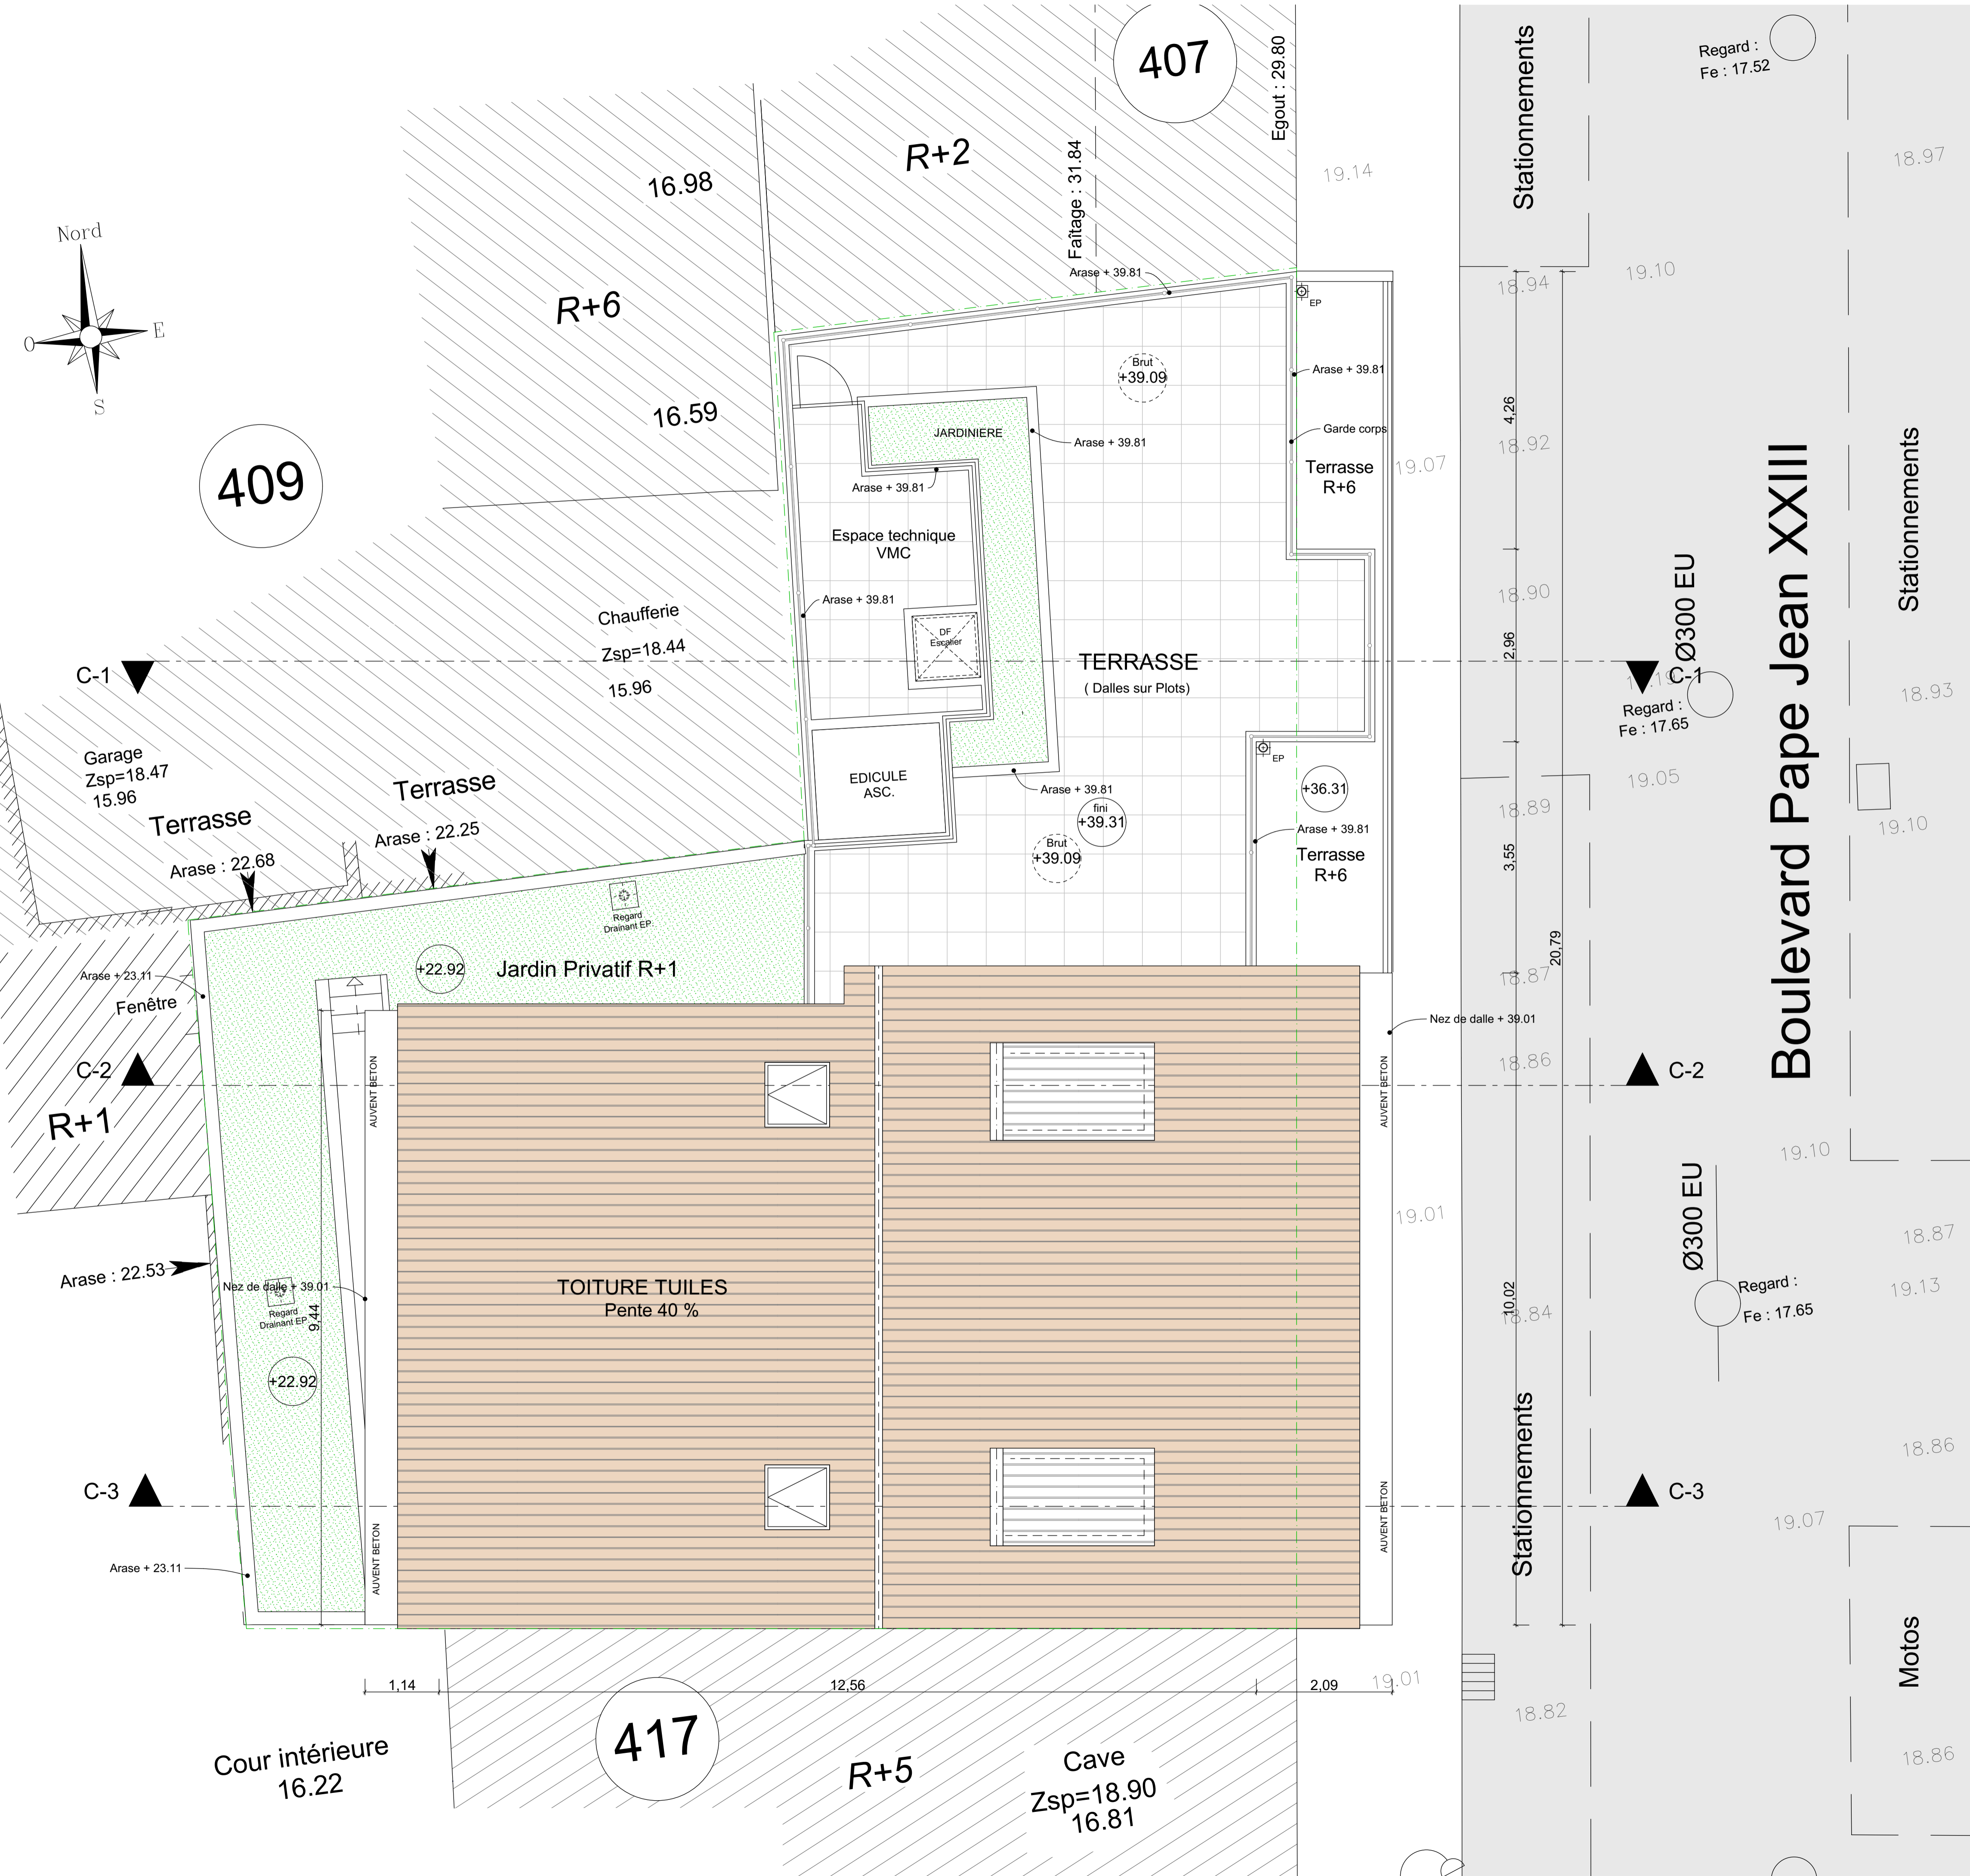 407
Egout : 29.80
Stationnements
Regard :
Fe : 17.52
18.97
R+2
16.98
Faîtage : 31.84
19.14
Nord
O
E
S
R+6
16.59
409
Arase + 39.81
EP
18.94
19.10
Brut
+39.09
Arase + 39.81
Garde corps
Terrasse
R+6
4,26
18.92
19.07
JARDINIERE
Arase + 39.81
Arase + 39.81
Espace technique
VMC
Arase + 39.81
DF
Escalier
TERRASSE
( Dalles sur Plots)
18.90
2,96
Ø300 EU
Boulevard Pape Jean XXIII
Stationnements
18.93
C-1
C-1
Regard :
Fe : 17.65
Chaufferie
Zsp=18.44
15.96
Garage
Zsp=18.47
15.96
Terrasse
Arase : 22.68
Terrasse
Arase : 22.25
EDICULE
ASC.
Arase + 39.81
fini
+39.31
Brut
+39.09
EP
+36.31
Arase + 39.81
Terrasse
R+6
19.05
18.89
3,55
19.10
20,79
18.87
Regard
Drainant EP.
Jardin Privatif R+1
+22.92
Arase + 23.11
Fenêtre
C-2
R+1
AUVENT BETON
Nez de dalle + 39.01
AUVENT BETON
18.86
C-2
19.10
Ø300 EU
19.01
18.87
Arase : 22.53
Nez de dalle + 39.01
Regard
Drainant EP.
9,44
TOITURE TUILES
Pente 40 %
10,02
18.84
Regard :
Fe : 17.65
19.13
+22.92
Stationnements
18.86
C-3
C-3
19.07
AUVENT BETON
AUVENT BETON
Arase + 23.11
Motos
1,14
12,56
2,09
19.01
18.82
18.86
417
Cour intérieure
16.22
R+5
Cave
Zsp=18.90
16.81